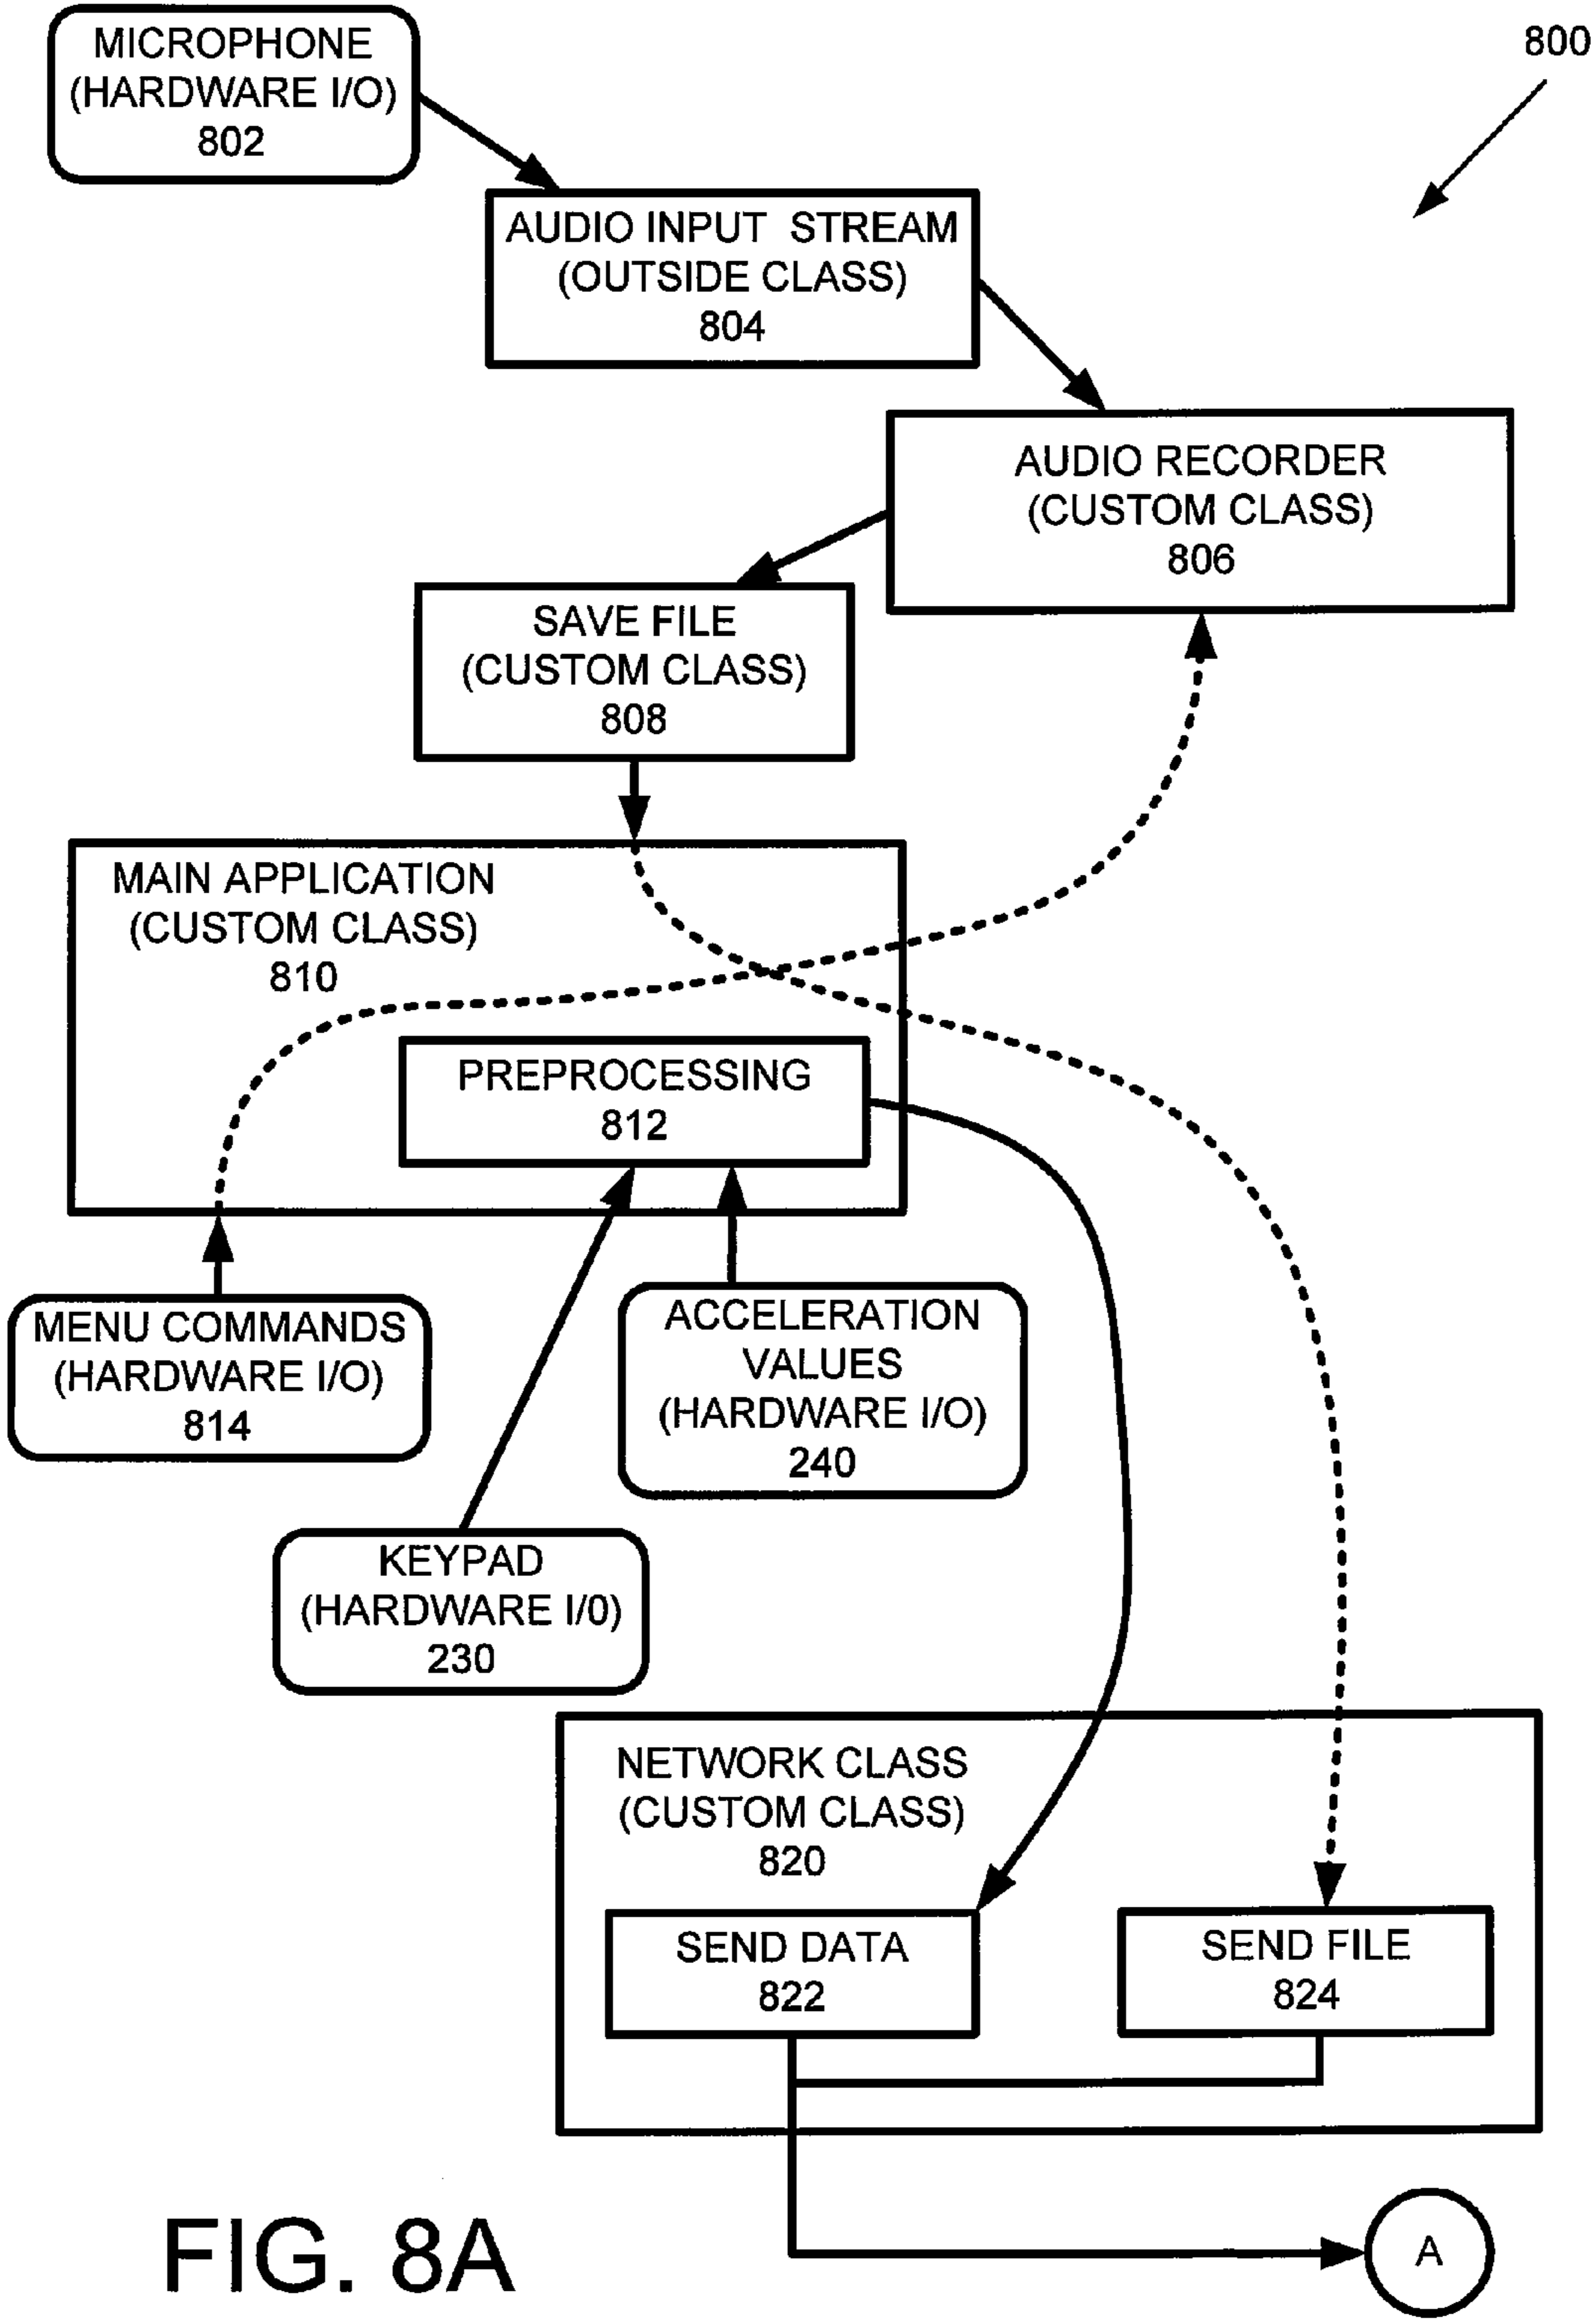 MICROPHONE
(HARDWARE I/O)
802
800
AUDIO INPUT STREAM
(OUTSIDE CLASS)
804
AUDIO RECORDER
(CUSTOM CLASS)
806
SAVE FILE
(CUSTOM CLASS)
808
MAIN APPLICATION
(CUSTOM CLASS)
810
PREPROCESSING
812
MENU COMMANDS
(HARDWARE I/O)
814
ACCELERATION
VALUES
(HARDWARE I/O)
240
KEYPAD
(HARDWARE I/0)
230
NETWORK CLASS
(CUSTOM CLASS)
820
SEND DATA
822
SEND FILE
824
A
FIG. 8A